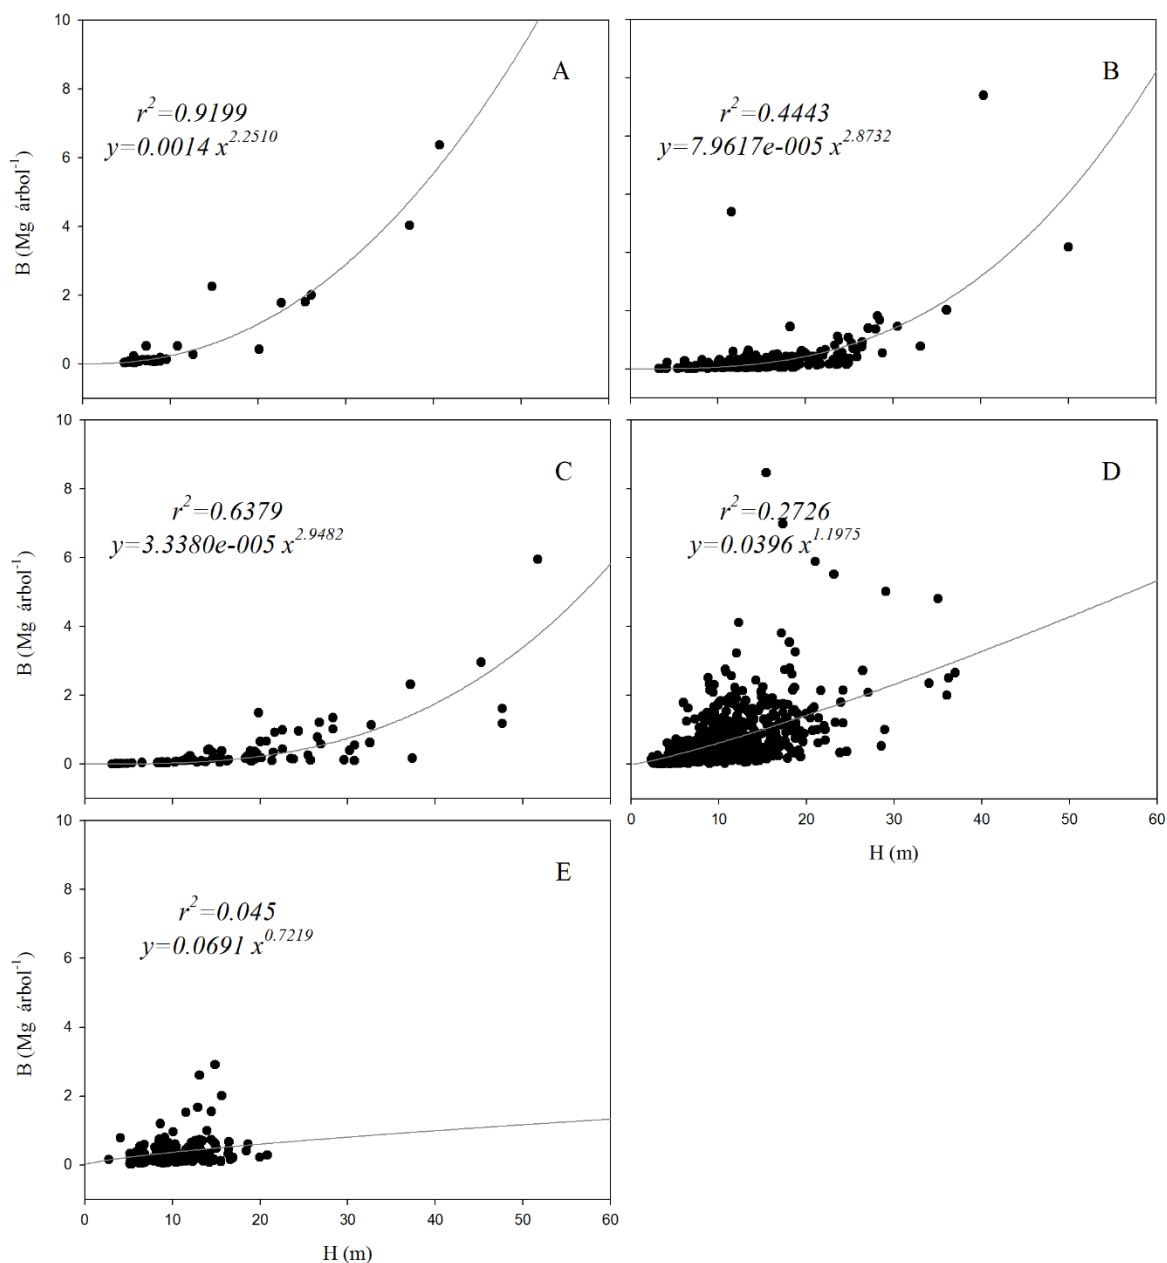 10
8
6
4
2
0
B (Mg árbol-1)
A
r2=0.9199
y=0.0014 x2.2510
B
r2=0.4443
y=7.9617e-005 x2.8732
10
8
6
4
2
0
B (Mg árbol-1)
C
r2=0.6379
y=3.3380e-005 x2.9482
D
r2=0.2726
y=0.0396 x1.1975
0 10 20 30 40 50 60
H (m)
10
8
6
4
2
0
B (Mg árbol-1)
E
r2=0.045
y=0.0691 x0.7219
0 10 20 30 40 50 60
H (m)